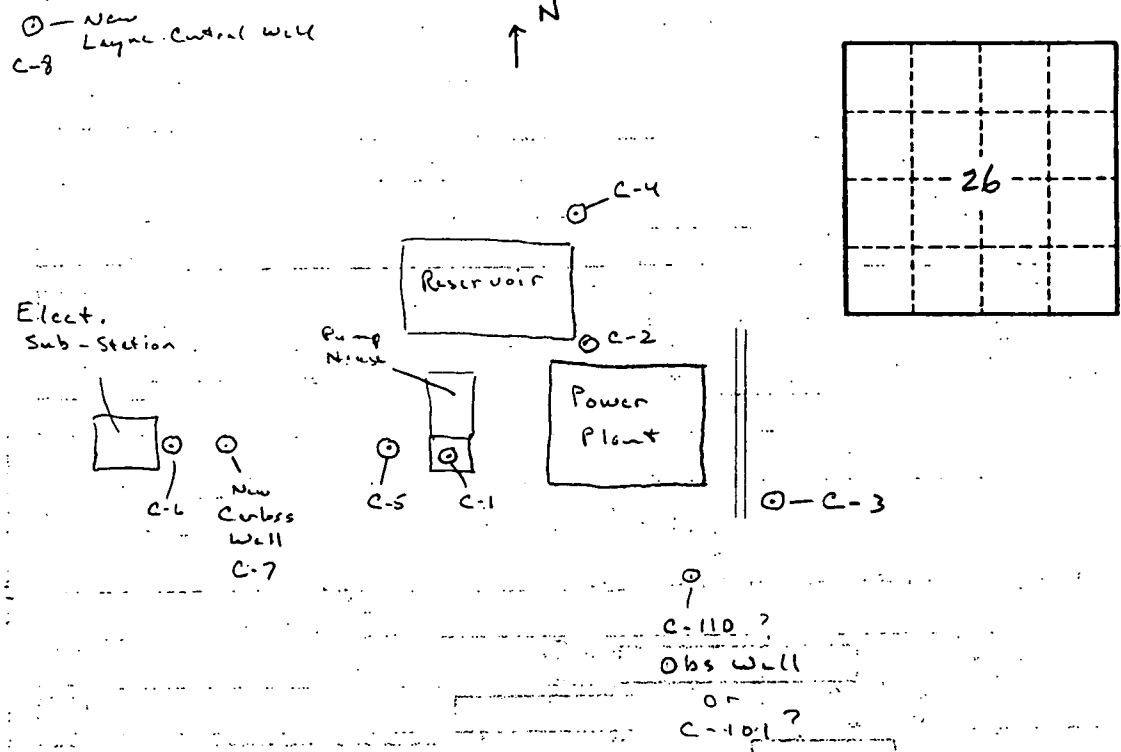 N
New
Layne Central Well
C-8
26
C-4
Reservoir
Elect.
Sub-Station
Pump
House
C-2
Power
Plant
C-6
New
Well
C-7
C-5
C-1
C-3
C-110 ?
Obs Well
or
C-101 ?